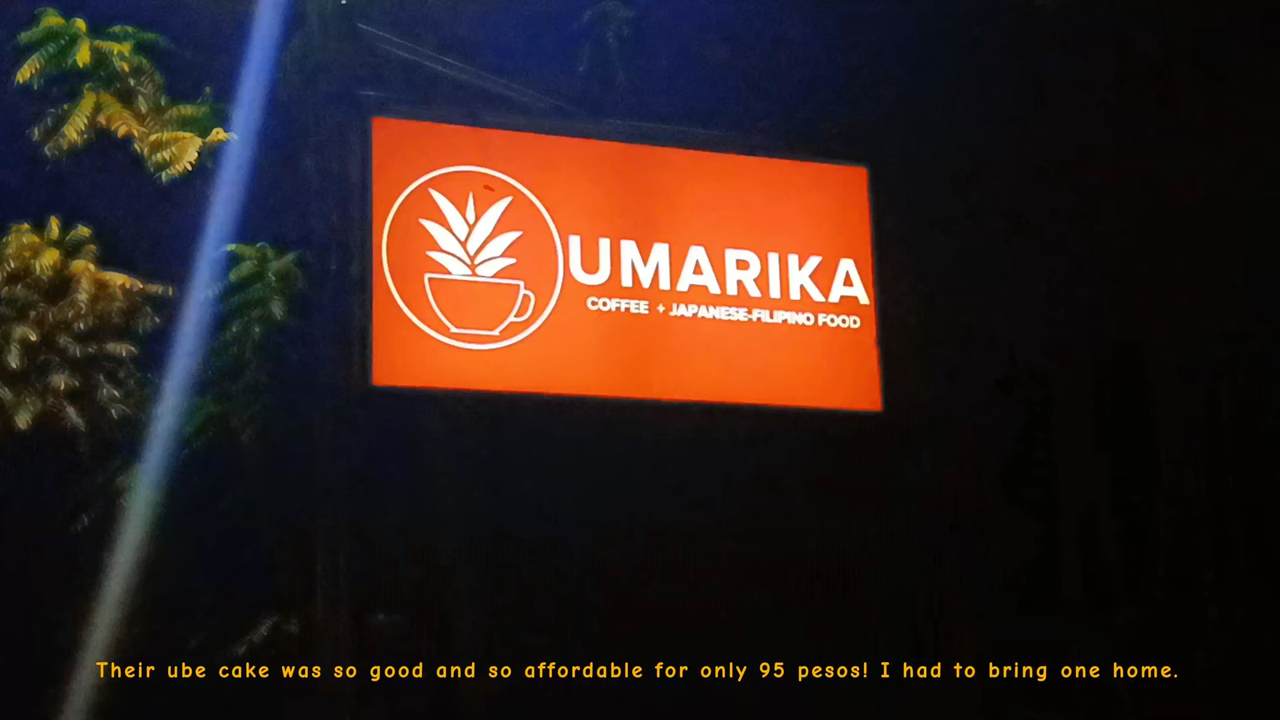 UMARIKA
COFFEE + JAPANESE-FILIPINO FOOD
Their ube cake was so good and so affordable for only 95 pesos! I had to bring one home.